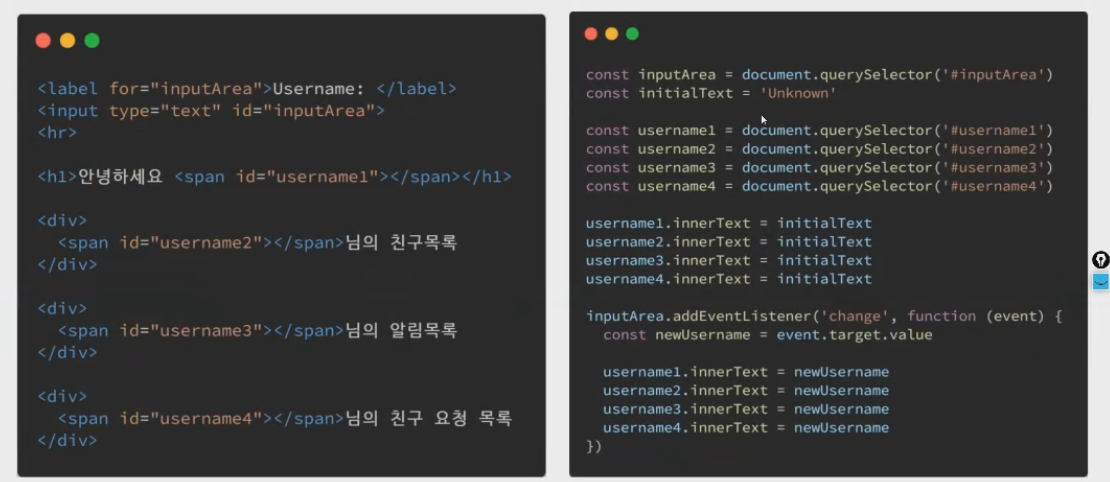 <label for="inputArea">Username: </label>
<input type="text" id="inputArea">
<hr>
<h1>안녕하세요 <span id="username1"></span></h1>
<div>
<span id="username2"></span>님의 친구목록
</div>
<div>
<span id="username3"></span>님의 알림목록
</div>
<div>
<span id="username4"></span>님의 친구 요청 목록
</div>
const inputArea = document.querySelector('#inputArea')
const initialText = 'Unknown'
const username1 = document.querySelector('#username1')
const username2 = document.querySelector('#username2')
const username3 = document.querySelector('#username3')
const username4 = document.querySelector('#username4')
username1.innerText = initialText
username2.innerText = initialText
username3.innerText = initialText
username4.innerText = initialText
inputArea.addEventListener('change', function (event) {
const newUsername = event.target.value
username1.innerText = newUsername
username2.innerText = newUsername
username3.innerText = newUsername
username4.innerText = newUsername
})